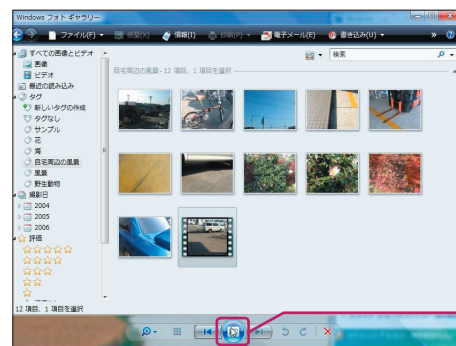 Windows フォト ギャラリー
ファイル(F) 修整(X) 情報(I) 印刷(P) 電子メール(E) 書き込み(U) »
検索
すべての画像とビデオ
画像
ビデオ
最近の読み込み
タグ
新しいタグの作成
タグなし
サンプル
花
海
自宅周辺の風景
風景
野生動物
撮影日
2004
2005
2006
評価
自宅周辺の風景 - 12 項目、1 項目を選択
12 項目、1 項目を選択